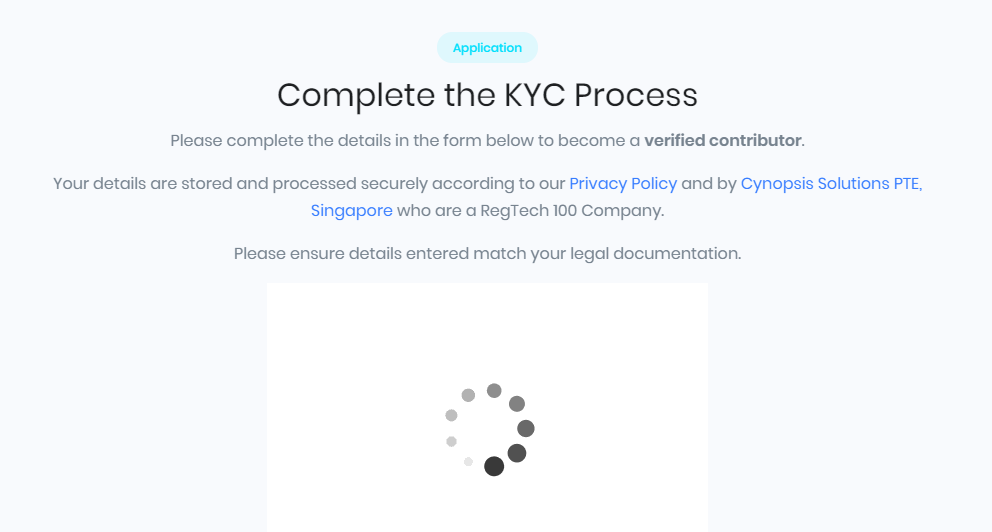 Application
Complete the KYC Process
Please complete the details in the form below to become a verified contributor.
Your details are stored and processed securely according to our Privacy Policy and by Cynopsis Solutions PTE,
Singapore who are a RegTech 100 Company.
Please ensure details entered match your legal documentation.